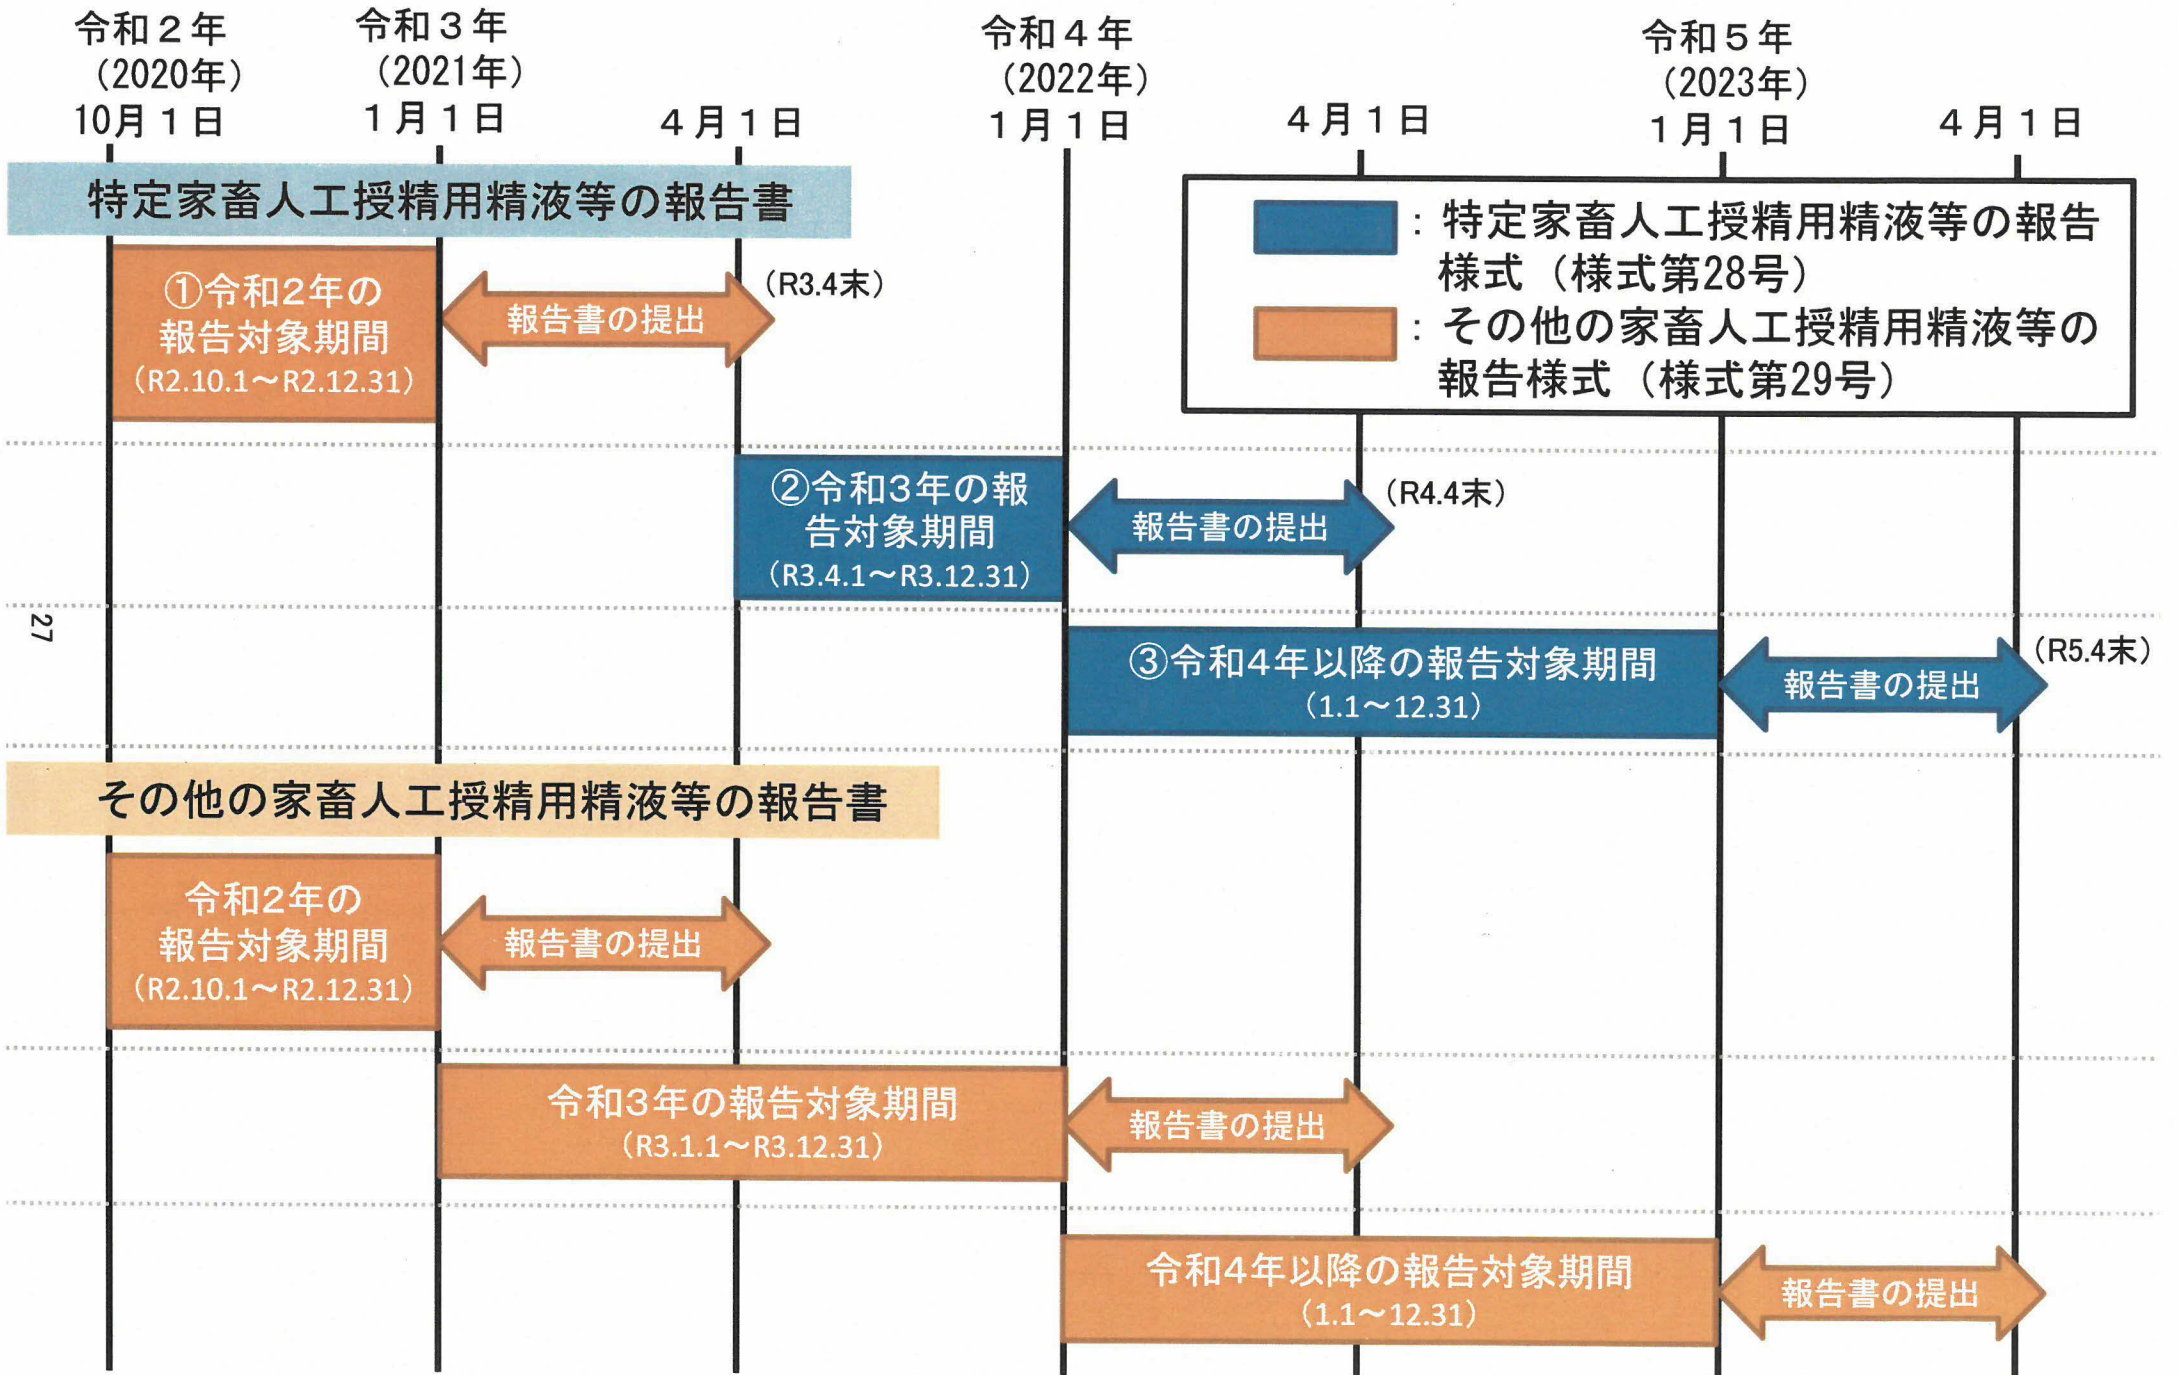 令和２年
（2020年）
10月１日
令和３年
（2021年）
１月１日
４月１日
令和４年
（2022年）
１月１日
４月１日
令和５年
（2023年）
１月１日
４月１日
特定家畜人工授精用精液等の報告書
：特定家畜人工授精用精液等の報告
様式（様式第28号）
：その他の家畜人工授精用精液等の
報告様式（様式第29号）
①令和２年の
報告対象期間
（R2.10.1～R2.12.31）
報告書の提出
（R3.4末）
②令和３年の報
告対象期間
（R3.4.1～R3.12.31）
報告書の提出
（R4.4末）
③令和４年以降の報告対象期間
（1.1～12.31）
報告書の提出
（R5.4末）
27
その他の家畜人工授精用精液等の報告書
令和２年の
報告対象期間
（R2.10.1～R2.12.31）
報告書の提出
令和３年の報告対象期間
（R3.1.1～R3.12.31）
報告書の提出
令和４年以降の報告対象期間
（1.1～12.31）
報告書の提出